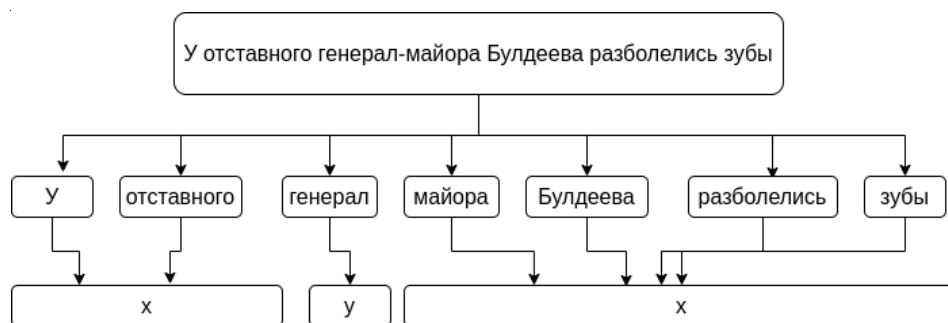 У отставного генерал-майора Булдеева разболелись зубы
У отставного генерал майора Булдеева разболелись зубы
x y x